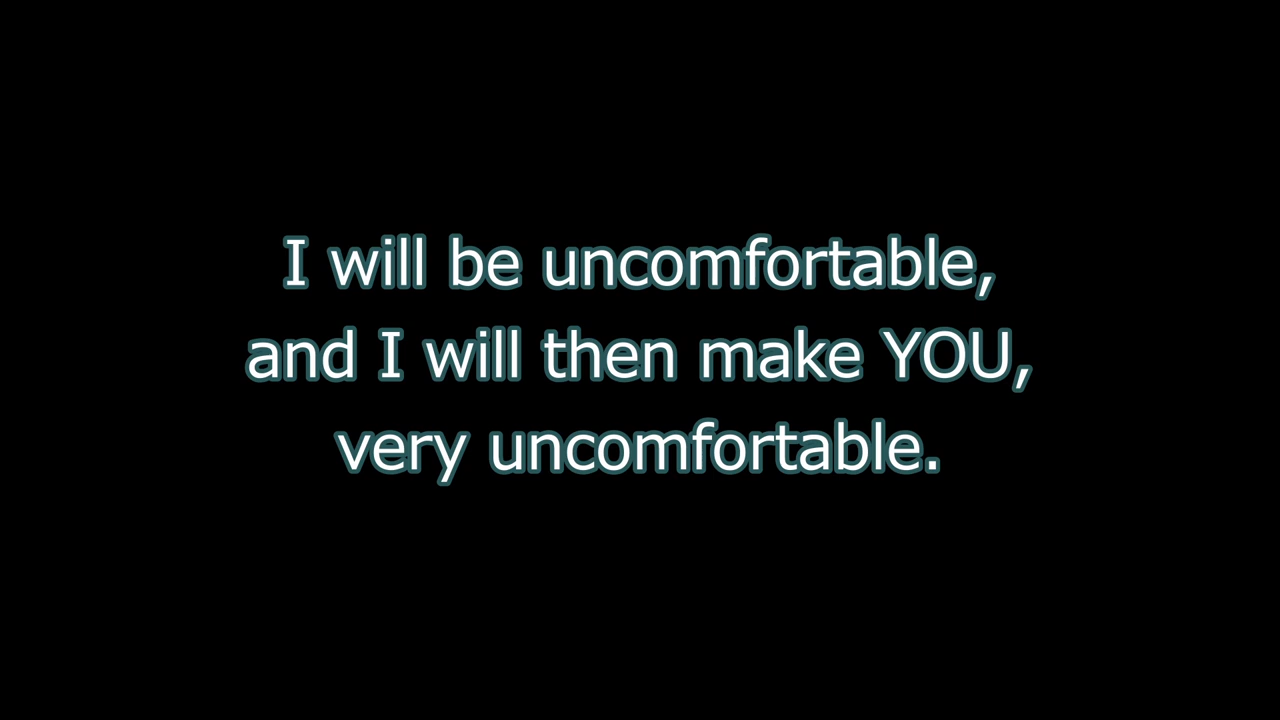 I will be uncomfortable,
and I will then make YOU,
very uncomfortable.